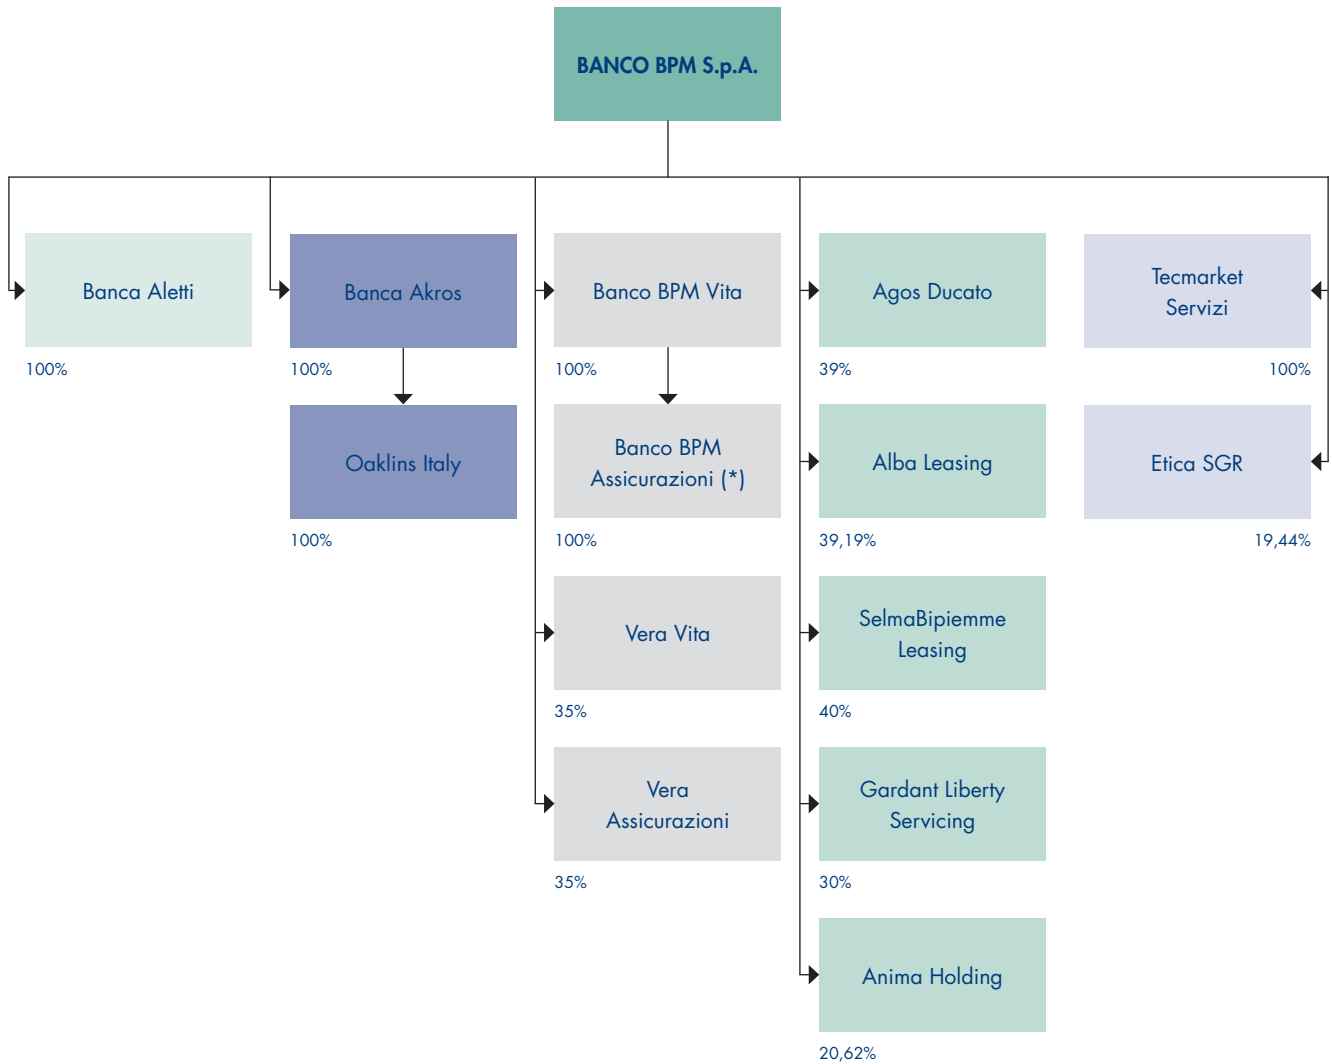 BANCO BPM S.p.A.
Banca Aletti
100%
Banca Akros
100%
Oaklins Italy
100%
Banco BPM Vita
100%
Banco BPM
Assicurazioni (*)
100%
Vera Vita
35%
Vera
Assicurazioni
35%
Agos Ducato
39%
Alba Leasing
39,19%
SelmaBipiemme
Leasing
40%
Gardant Liberty
Servicing
30%
Anima Holding
20,62%
Tecmarket
Servizi
100%
Etica SGR
19,44%